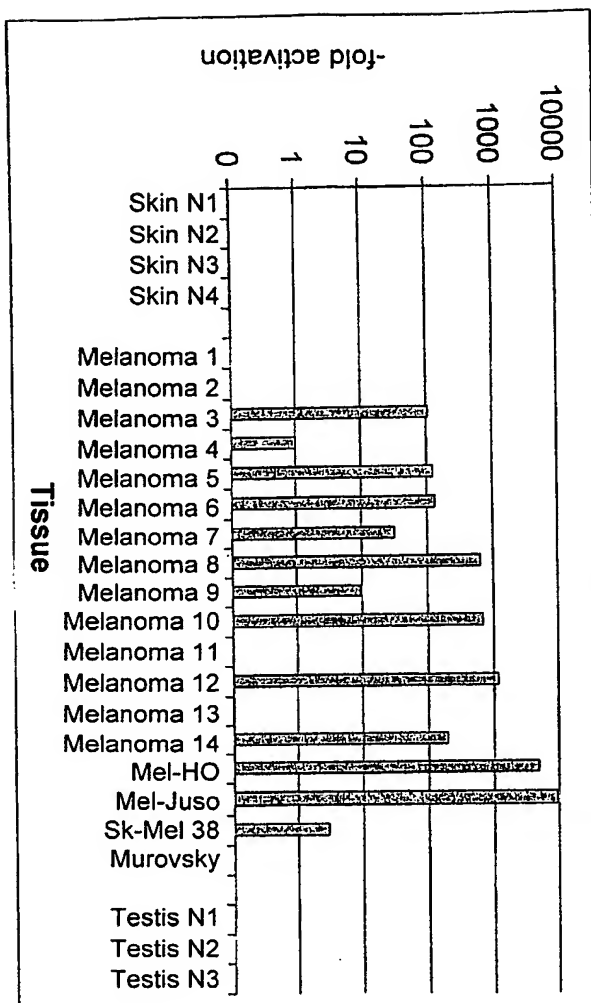 -fold activation
10000
1000
100
10
1
0
Skin N1
Skin N2
Skin N3
Skin N4
Melanoma 1
Melanoma 2
Melanoma 3
Melanoma 4
Melanoma 5
Melanoma 6
Melanoma 7
Melanoma 8
Melanoma 9
Melanoma 10
Melanoma 11
Melanoma 12
Melanoma 13
Melanoma 14
Mel-HO
Mel-Juso
Sk-Mel 38
Murovsky
Testis N1
Testis N2
Testis N3
Tissue